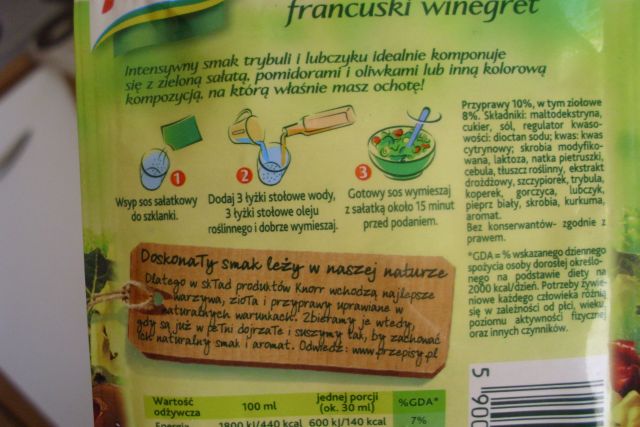 francuski winegret
Intensywny smak trybuli i lubczyku idealnie komponuje
się z zieloną sałatą, pomidorami i oliwkami lub inną kolorową
kompozycją, na którą właśnie masz ochotę!
1
Wsyp sos sałatkowy
do szklanki.
2
Dodaj 3 łyżki stołowe wody,
3 łyżki stołowe oleju
roślinnego i dobrze wymieszaj.
3
Gotowy sos wymieszaj
z sałatką około 15 minut
przed podaniem.
Przyprawy 10%, w tym ziołowe
8%. Składniki: maltodekstryna,
cukier, sól, regulator kwaso-
wości: dioctan sodu; kwas: kwas
cytrynowy; skrobia modyfiko-
wana, laktoza, natka pietruszki,
cebula, tłuszcz roślinny, ekstrakt
drożdżowy, szczypiorek, trybula,
koperek, gorczyca, lubczyk,
pieprz biały, skrobia, kurkuma,
aromat.
Bez konserwantów- zgodnie z
prawem.
*GDA = % wskazanego dziennego
spożycia osoby dorosłej określo-
nego na podstawie diety na
2000 kcal/dzień. Potrzeby żywie-
niowe każdego człowieka różnią
się w zależności od płci, wieku,
poziomu aktywności fizycznej
oraz innych czynników.
Doskonały smak leży w naszej naturze
Dlatego w skład produktów Knorr wchodzą najlepsze
warzywa, zioła i przyprawy uprawiane w
naturalnych warunkach. Zbieramy je wtedy,
gdy są już w pełni dojrzałe i suszymy tak, by zachować
ich naturalny smak i aromat. Odwiedź: www.przepisy.pl
Wartość
odżywcza
100 ml
jednej porcji
(ok. 30 ml)
%GDA*
Energia
1800 kJ/440 kcal
600 kJ/140 kcal
7%
5 900